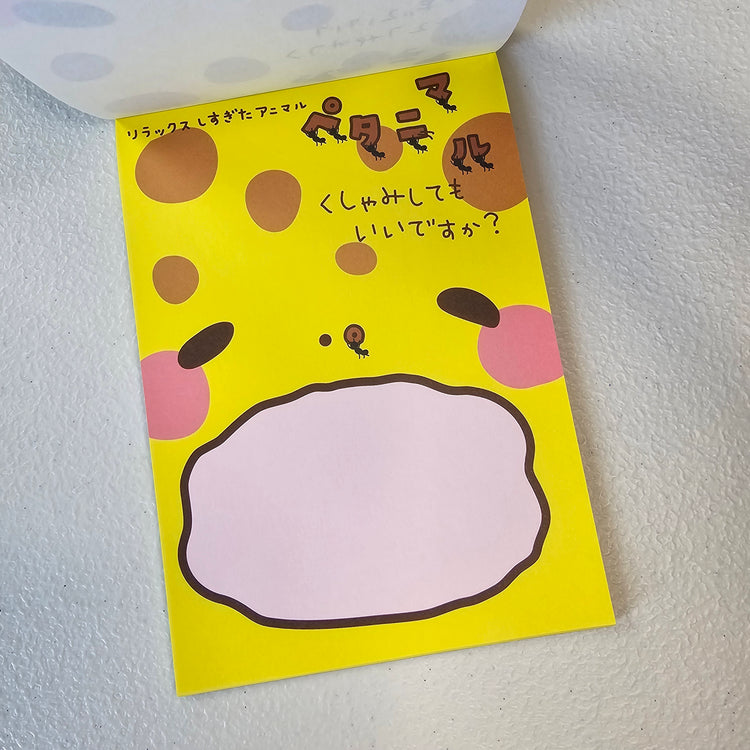 リラックスしすぎたアニマル
ペタニマル
くしゃみしても
いいですか？